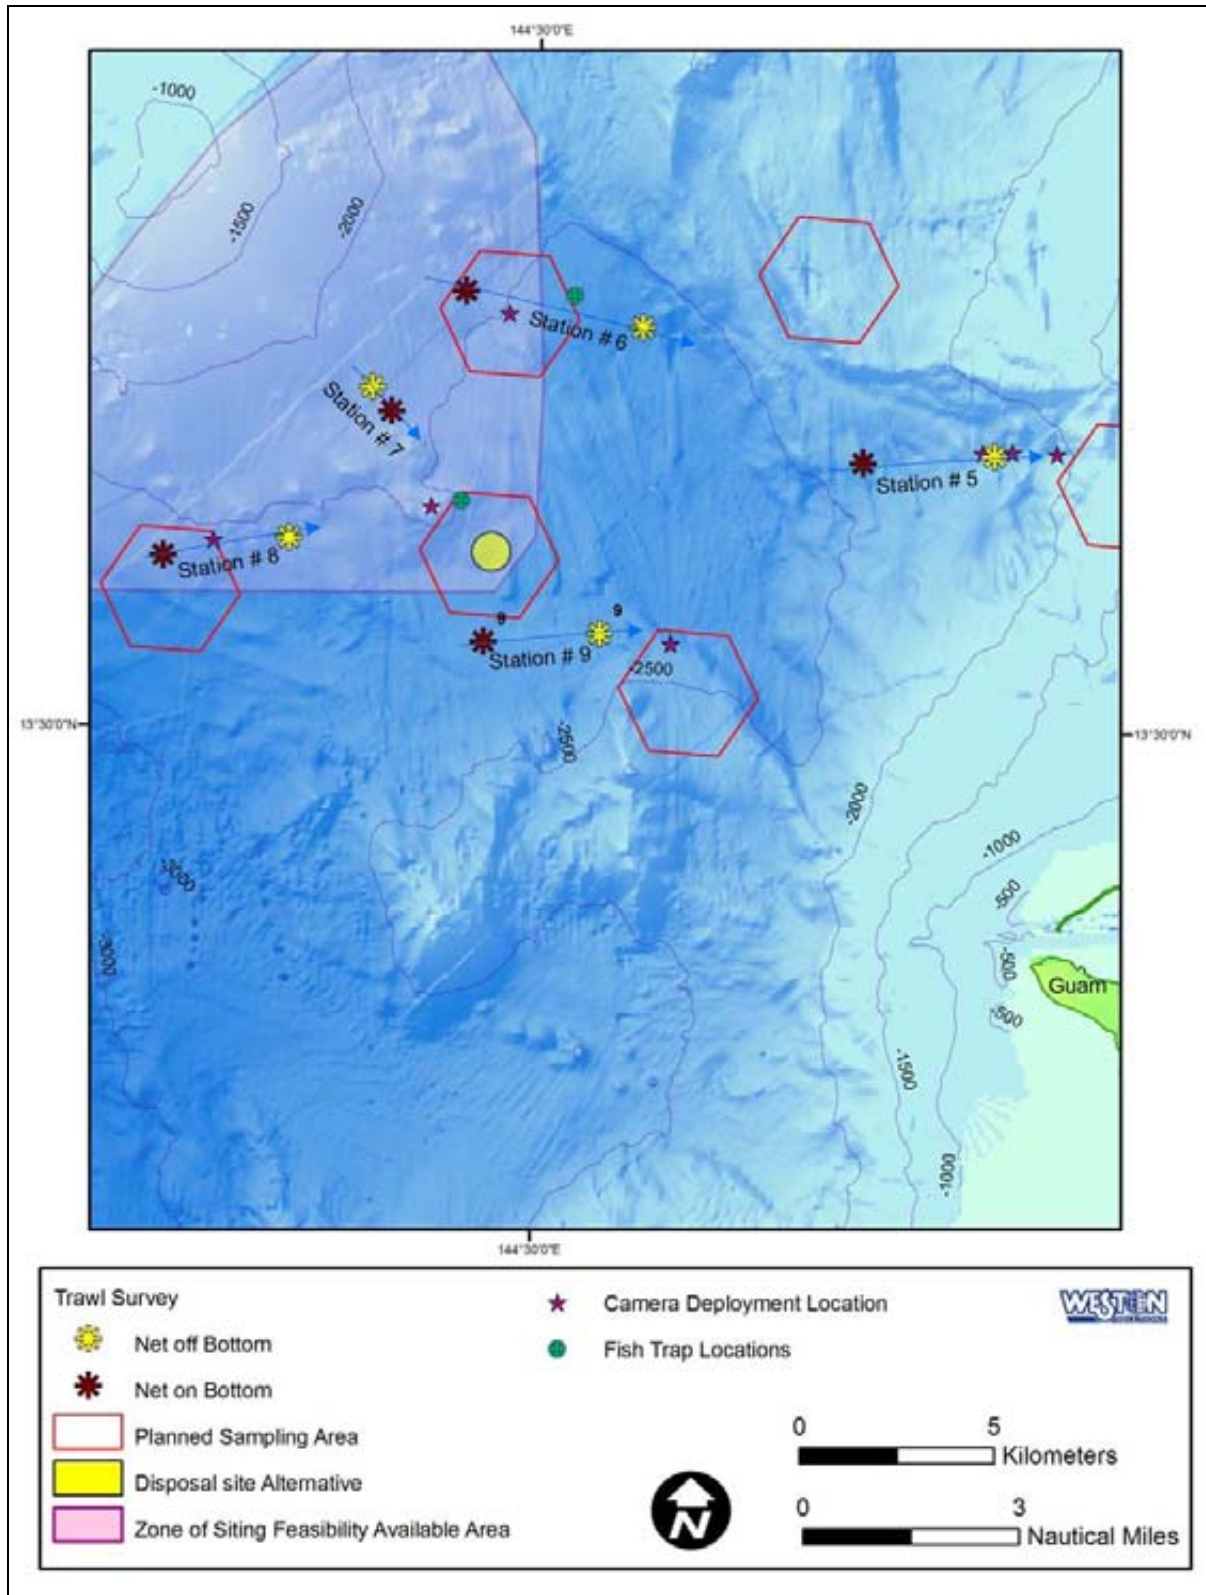 144°30'0"E
-1000
-1500
-2000
Station # 6
Station # 7
Station # 5
Station # 8
9
9
Station # 9
-2500
13°30'0"N
13°30'0"N
-2500
-2000
-1000
-3000
-500
-3000
-500
Guam
-500
-1500
-1000
144°30'0"E
Trawl Survey
Net off Bottom
Net on Bottom
Planned Sampling Area
Disposal site Alternative
Zone of Siting Feasibility Available Area
Camera Deployment Location
Fish Trap Locations
N
0 5
Kilometers
0 3
Nautical Miles